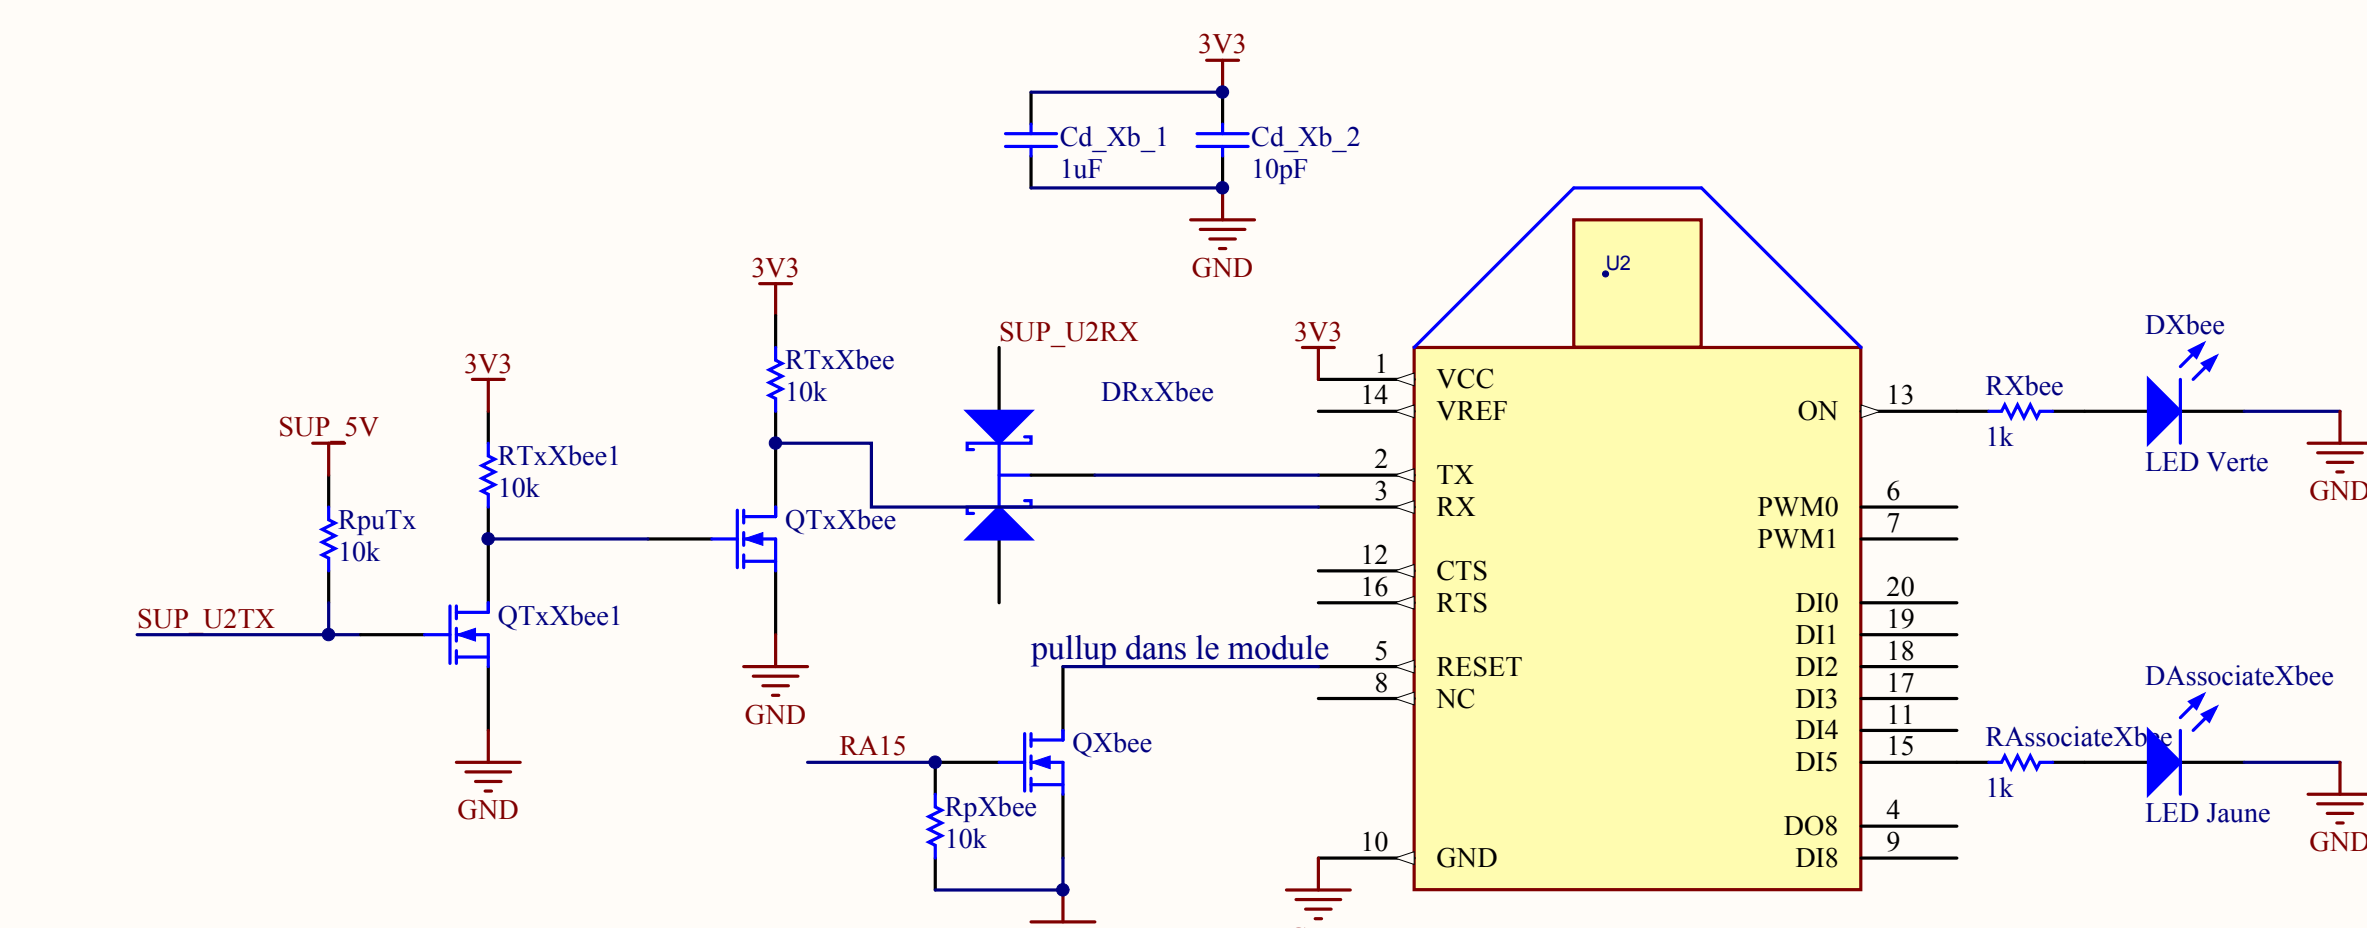 3V3
Cd_Xb_1
1uF
Cd_Xb_2
10pF
GND
U2
3V3
RTxXbee
10k
SUP_U2RX
DRxXbee
3V3
3V3
RTxXbee1
10k
SUP_5V
RpuTx
10k
SUP_U2TX
QTxXbee1
GND
QTxXbee
GND
pullup dans le module
RA15
QXbee
RpXbee
10k
1
VCC
14
VREF
2
TX
3
RX
12
CTS
16
RTS
5
RESET
8
NC
10
GND
ON
13
PWM0
6
PWM1
7
DI0
20
DI1
19
DI2
18
DI3
17
DI4
11
DI5
15
DO8
4
DI8
9
RXbee
1k
DXbee
LED Verte
GND
RAssociateXbee
1k
DAssociateXbee
LED Jaune
GND